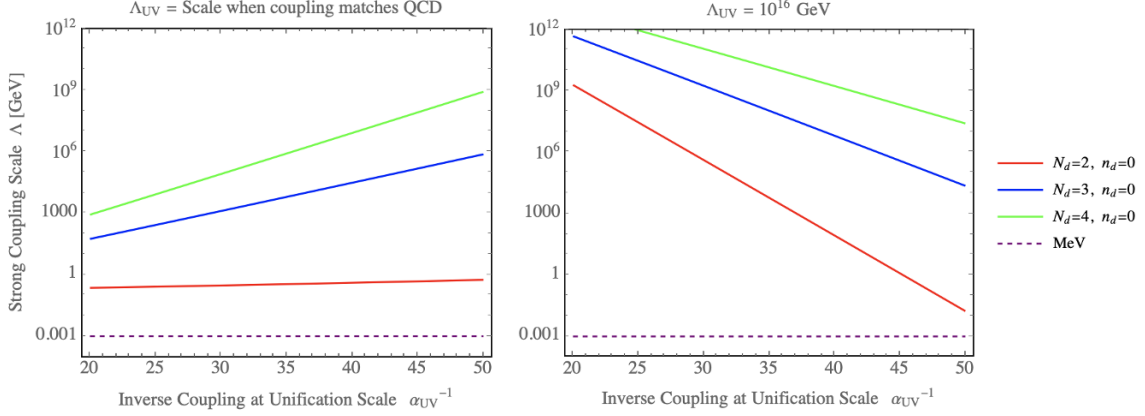 Λ_UV = Scale when coupling matches QCD
Strong Coupling Scale Λ [GeV]
10^12
10^9
10^6
1000
1
0.001
20 25 30 35 40 45 50
Inverse Coupling at Unification Scale α_UV^-1
Λ_UV = 10^16 GeV
10^12
10^9
10^6
1000
1
0.001
20 25 30 35 40 45 50
Inverse Coupling at Unification Scale α_UV^-1
N_d=2, n_d=0
N_d=3, n_d=0
N_d=4, n_d=0
MeV